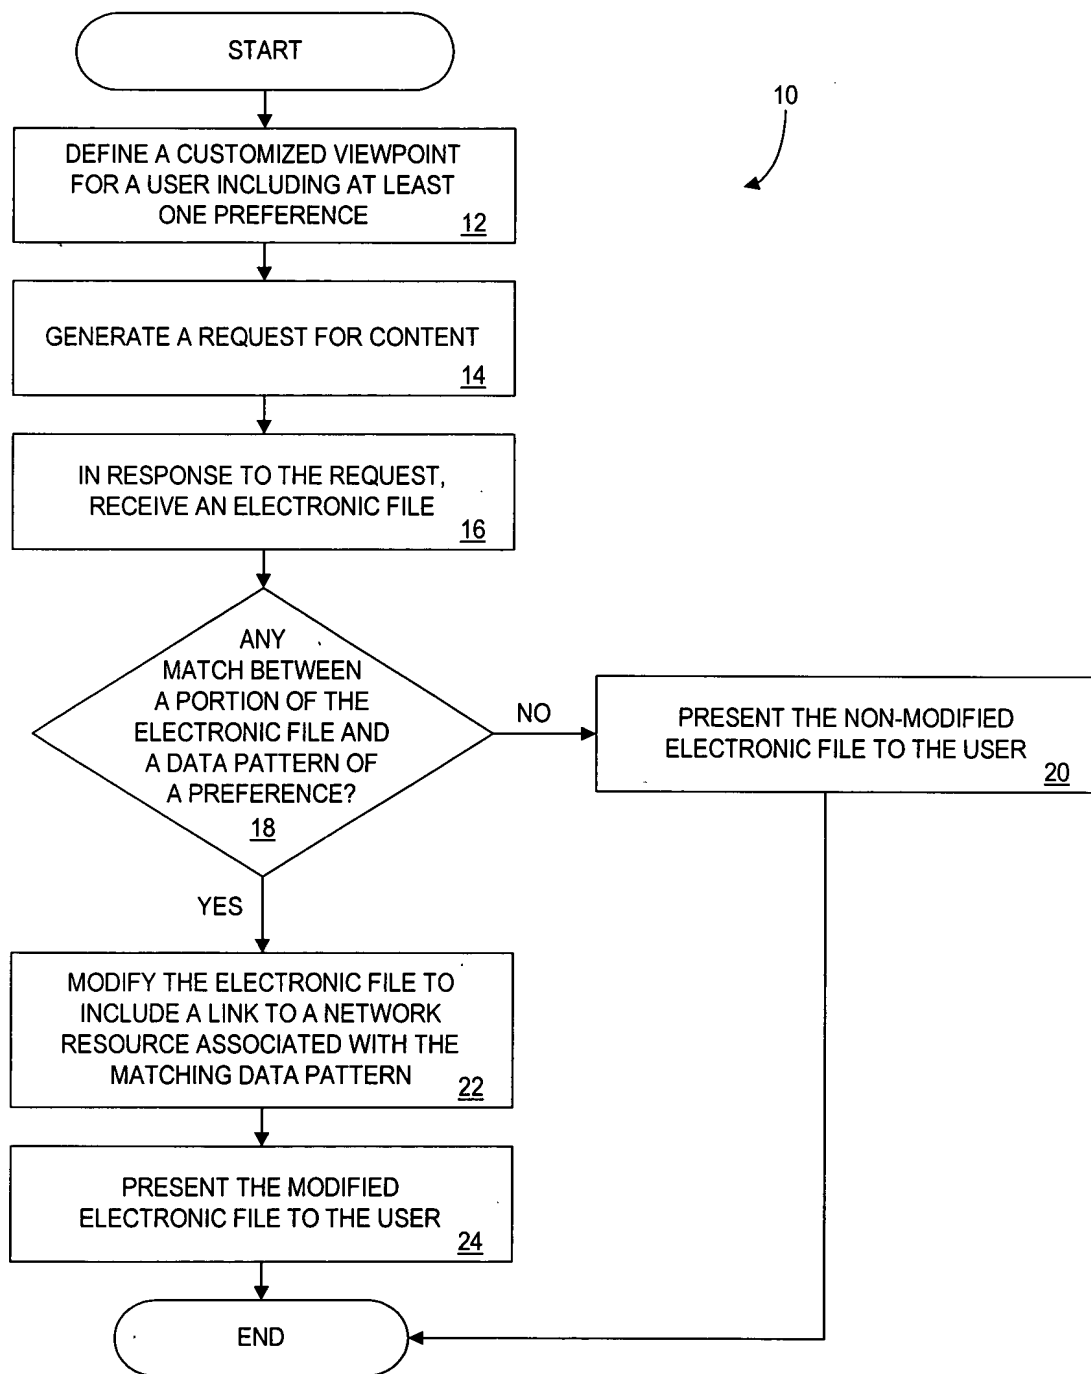 START
10
DEFINE A CUSTOMIZED VIEWPOINT
FOR A USER INCLUDING AT LEAST
ONE PREFERENCE
12
GENERATE A REQUEST FOR CONTENT
14
IN RESPONSE TO THE REQUEST,
RECEIVE AN ELECTRONIC FILE
16
ANY
MATCH BETWEEN
A PORTION OF THE
ELECTRONIC FILE AND
A DATA PATTERN OF
A PREFERENCE?
18
NO
PRESENT THE NON-MODIFIED
ELECTRONIC FILE TO THE USER
20
YES
MODIFY THE ELECTRONIC FILE TO
INCLUDE A LINK TO A NETWORK
RESOURCE ASSOCIATED WITH THE
MATCHING DATA PATTERN
22
PRESENT THE MODIFIED
ELECTRONIC FILE TO THE USER
24
END